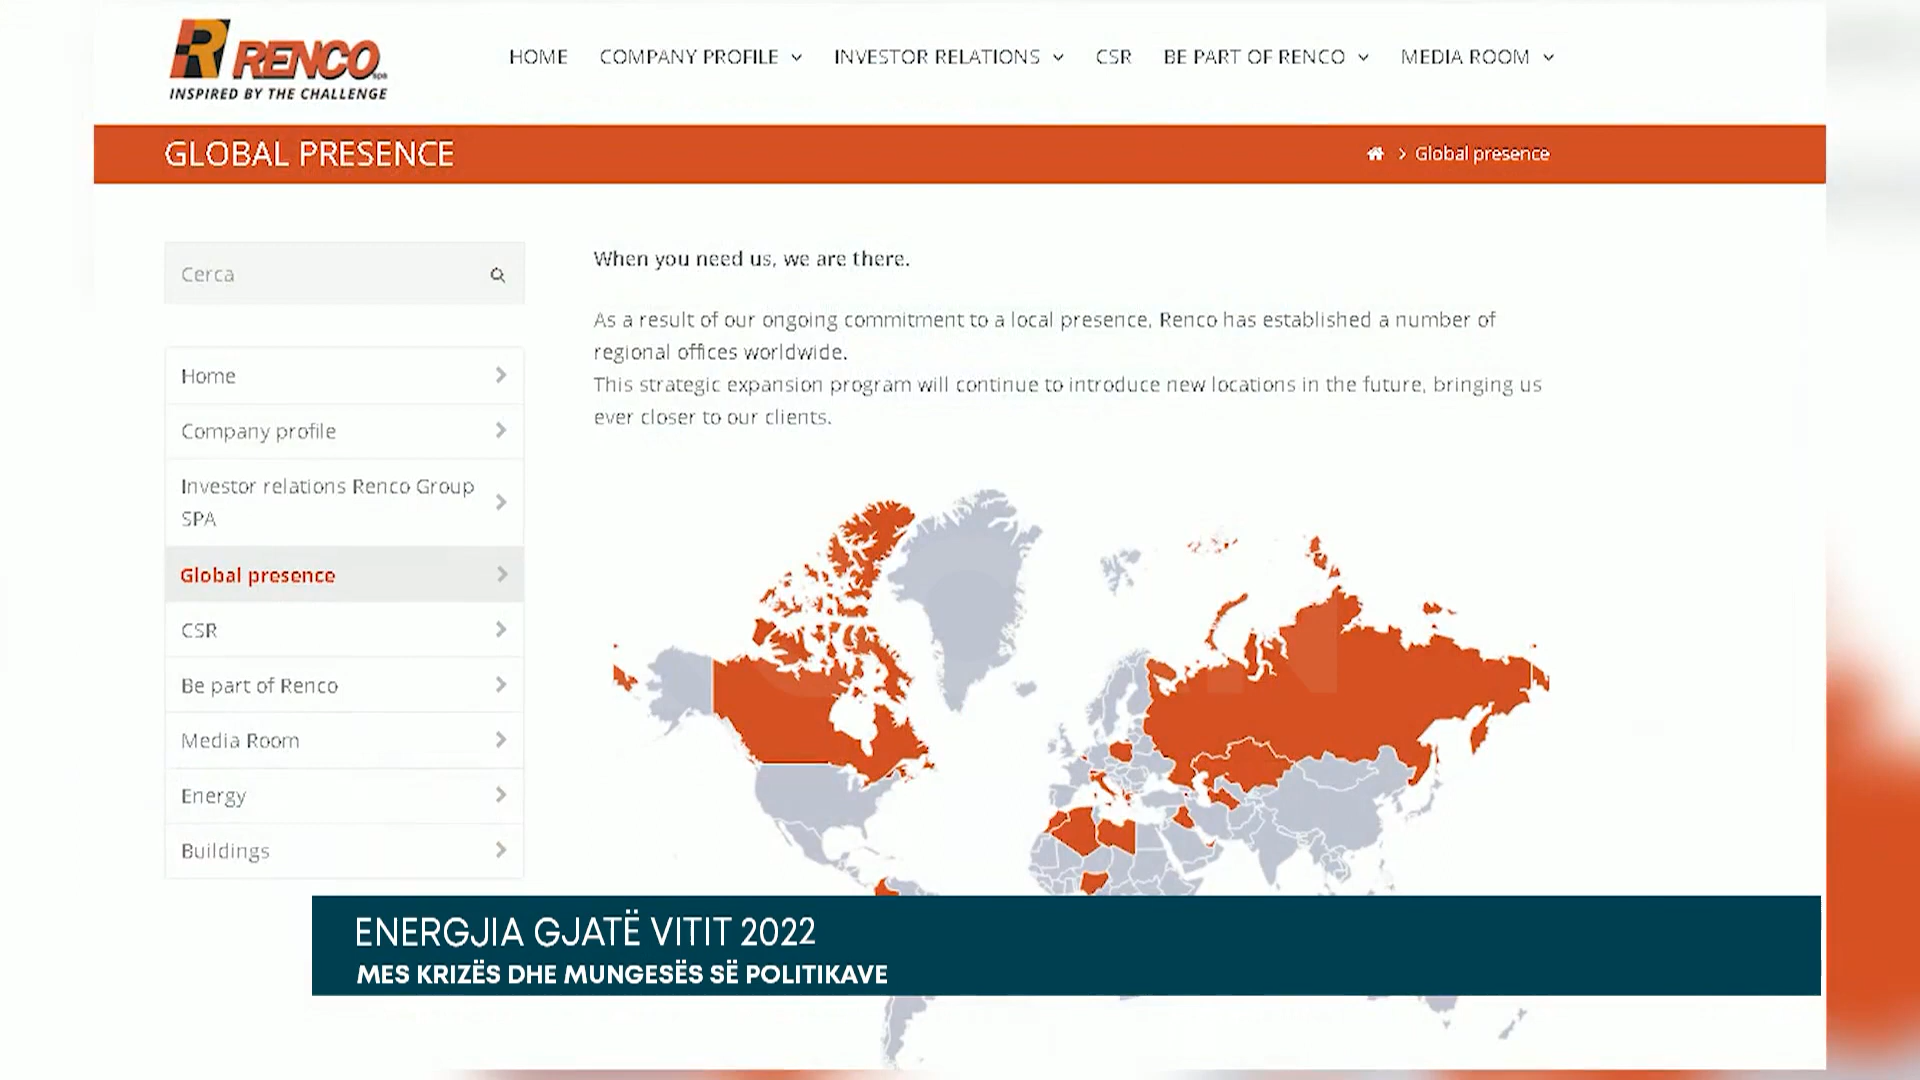 RENCO spa
INSPIRED BY THE CHALLENGE
HOME COMPANY PROFILE INVESTOR RELATIONS CSR BE PART OF RENCO MEDIA ROOM
GLOBAL PRESENCE
Global presence
Cerca
Home
Company profile
Investor relations Renco Group
SPA
Global presence
CSR
Be part of Renco
Media Room
Energy
Buildings
When you need us, we are there.
As a result of our ongoing commitment to a local presence, Renco has established a number of
regional offices worldwide.
This strategic expansion program will continue to introduce new locations in the future, bringing us
ever closer to our clients.
ENERGJIA GJATË VITIT 2022
MES KRIZËS DHE MUNGESËS SË POLITIKAVE